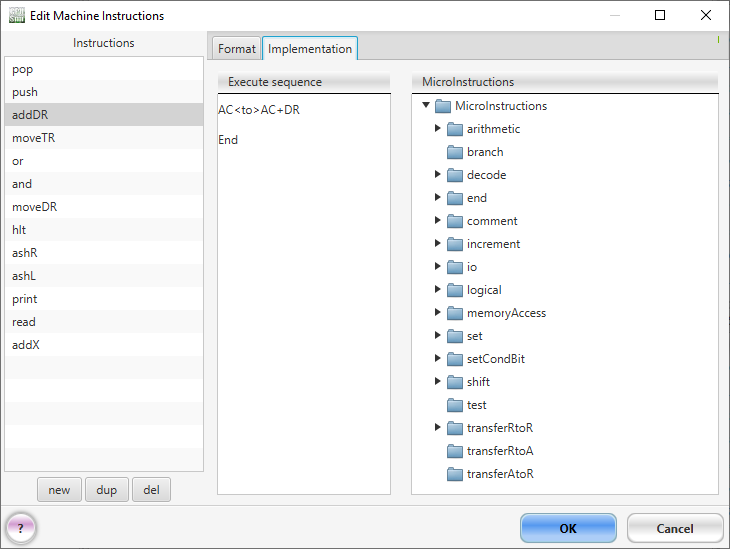 Edit Machine Instructions
Instructions
pop
push
addDR
moveTR
or
and
moveDR
hlt
ashR
ashL
print
read
addX
new
dup
del
Format
Implementation
Execute sequence
AC<to>AC+DR
End
MicroInstructions
MicroInstructions
arithmetic
branch
decode
end
comment
increment
io
logical
memoryAccess
set
setCondBit
shift
test
transferRtoR
transferRtoA
transferAtoR
?
OK
Cancel